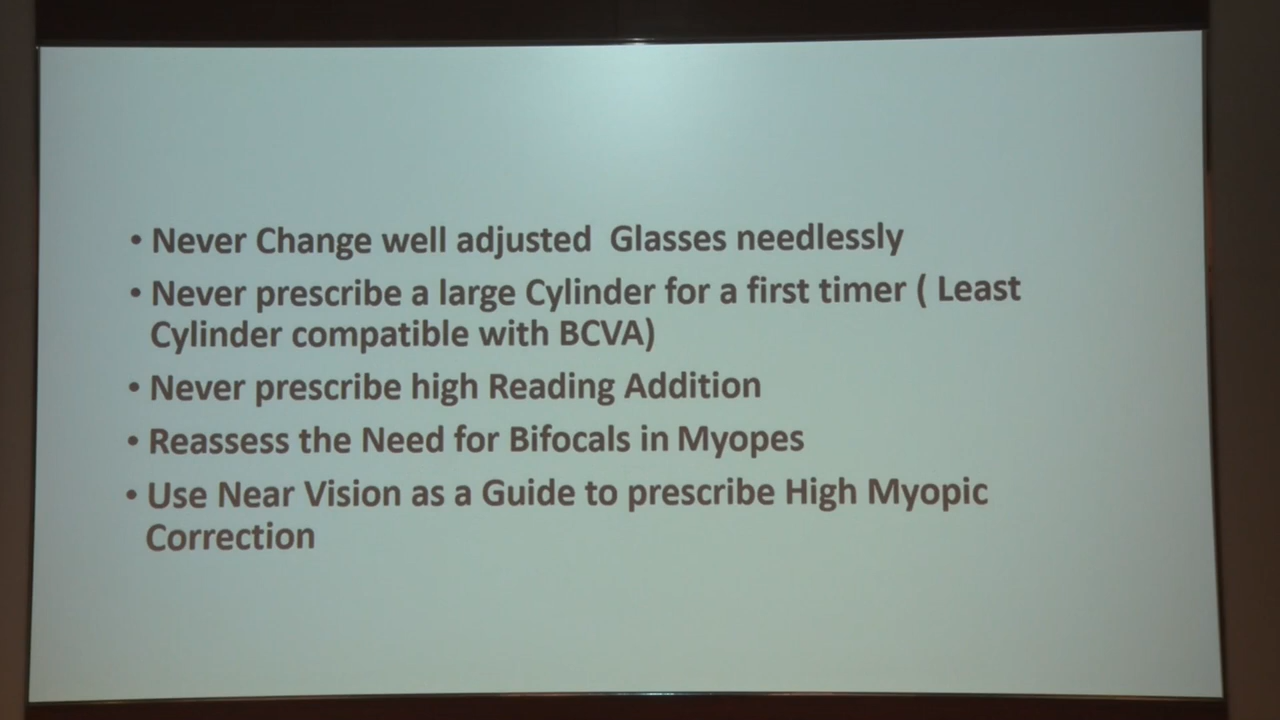 • Never Change well adjusted  Glasses needlessly
• Never prescribe a large Cylinder for a first timer ( Least
Cylinder compatible with BCVA)
• Never prescribe high Reading Addition
• Reassess the Need for Bifocals in Myopes
• Use Near Vision as a Guide to prescribe High Myopic
Correction